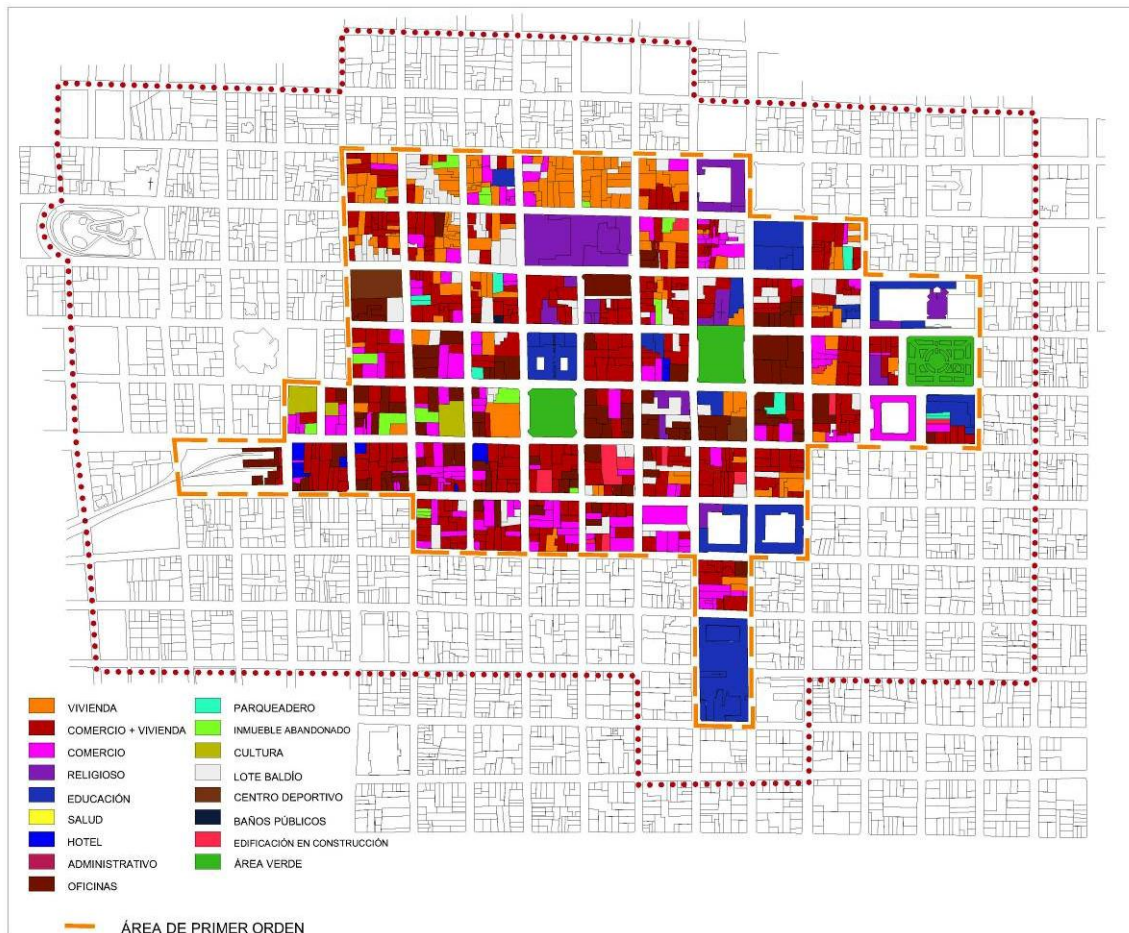 VIVIENDA
COMERCIO + VIVIENDA
COMERCIO
RELIGIOSO
EDUCACIÓN
SALUD
HOTEL
ADMINISTRATIVO
OFICINAS
PARQUEADERO
INMUEBLE ABANDONADO
CULTURA
LOTE BALDÍO
CENTRO DEPORTIVO
BAÑOS PÚBLICOS
EDIFICACIÓN EN CONSTRUCCIÓN
ÁREA VERDE
ÁREA DE PRIMER ORDEN